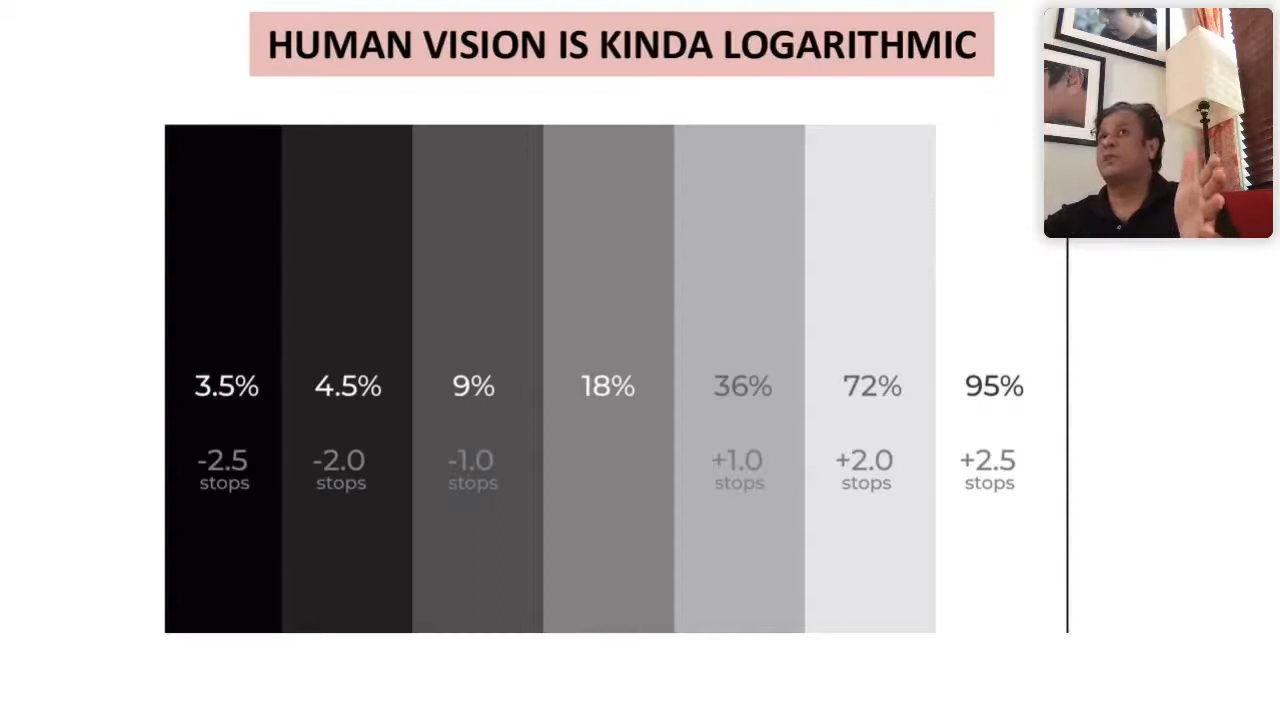 HUMAN VISION IS KINDA LOGARITHMIC
3.5% 4.5% 9% 18% 36% 72% 95%
-2.5 -2.0 -1.0 +1.0 +2.0 +2.5
stops stops stops stops stops stops